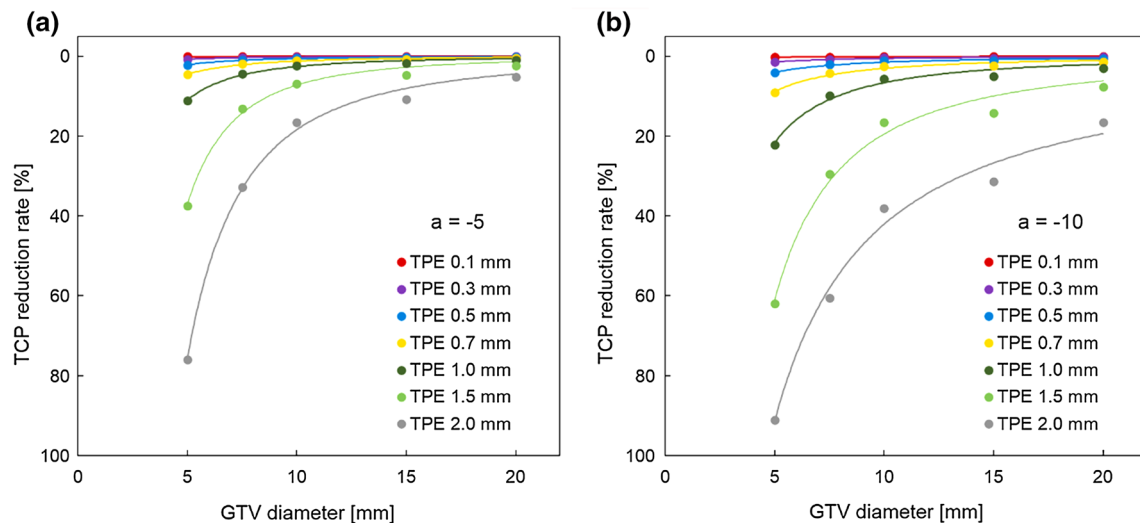 (a)
TCP reduction rate [%]
0
20
40
60
80
100
a = -5
TPE 0.1 mm
TPE 0.3 mm
TPE 0.5 mm
TPE 0.7 mm
TPE 1.0 mm
TPE 1.5 mm
TPE 2.0 mm
0 5 10 15 20
GTV diameter [mm]
(b)
TCP reduction rate [%]
0
20
40
60
80
100
a = -10
TPE 0.1 mm
TPE 0.3 mm
TPE 0.5 mm
TPE 0.7 mm
TPE 1.0 mm
TPE 1.5 mm
TPE 2.0 mm
0 5 10 15 20
GTV diameter [mm]